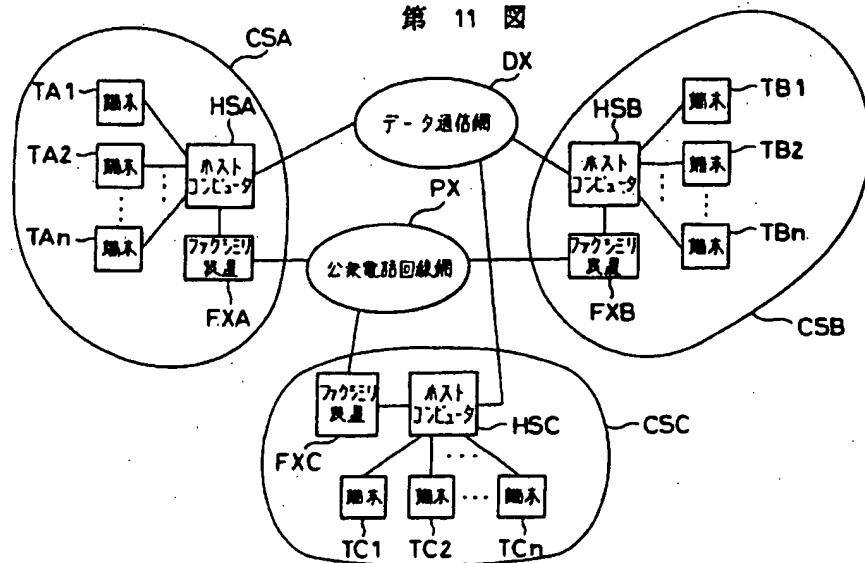 第 11 図
CSA
DX
TA1
端末
HSA
データ通信網
HSB
端末
TB1
TA2
端末
ホスト
コンピュータ
ホスト
コンピュータ
端末
TB2
PX
TAn
端末
ファクシミリ
装置
公衆電話回線網
ファクシミリ
装置
端末
TBn
FXA
FXB
CSB
ファクシミリ
装置
ホスト
コンピュータ
HSC
CSC
FXC
端末
端末
端末
TC1
TC2
TCn